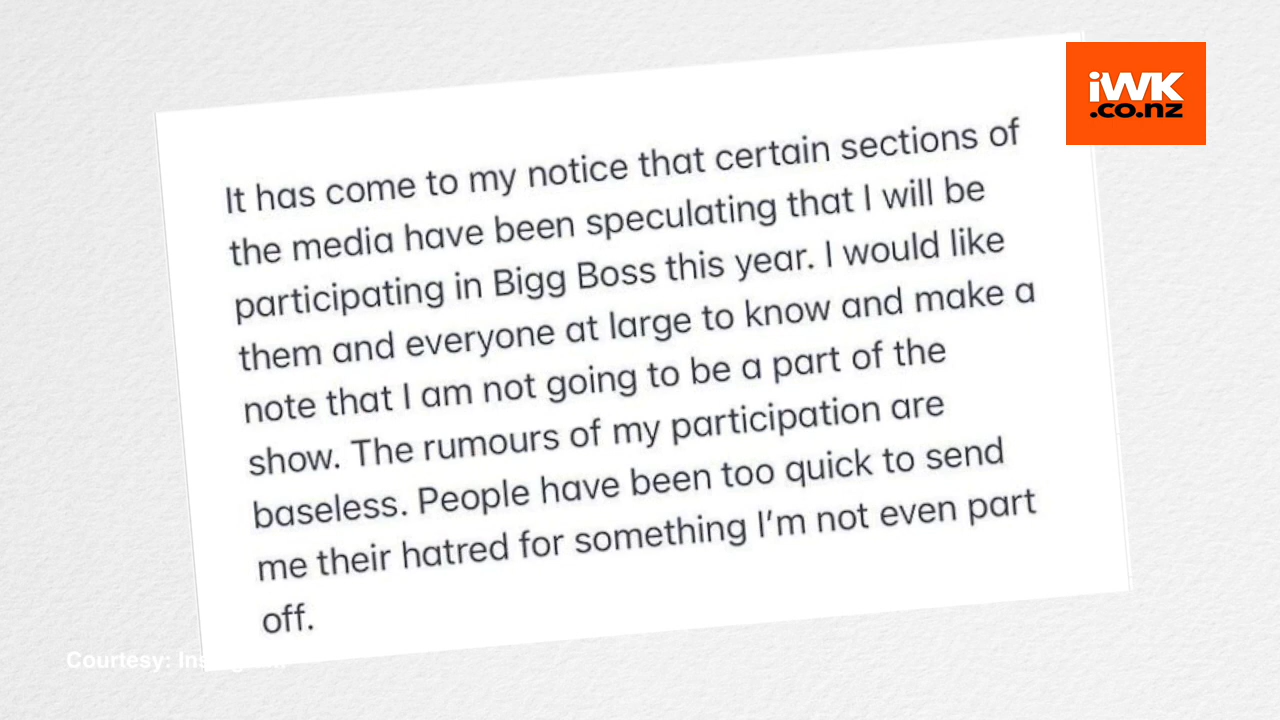 iWK
.co.nz
It has come to my notice that certain sections of
the media have been speculating that I will be
participating in Bigg Boss this year. I would like
them and everyone at large to know and make a
note that I am not going to be a part of the
show. The rumours of my participation are
baseless. People have been too quick to send
me their hatred for something I’m not even part
off.
Courtesy: